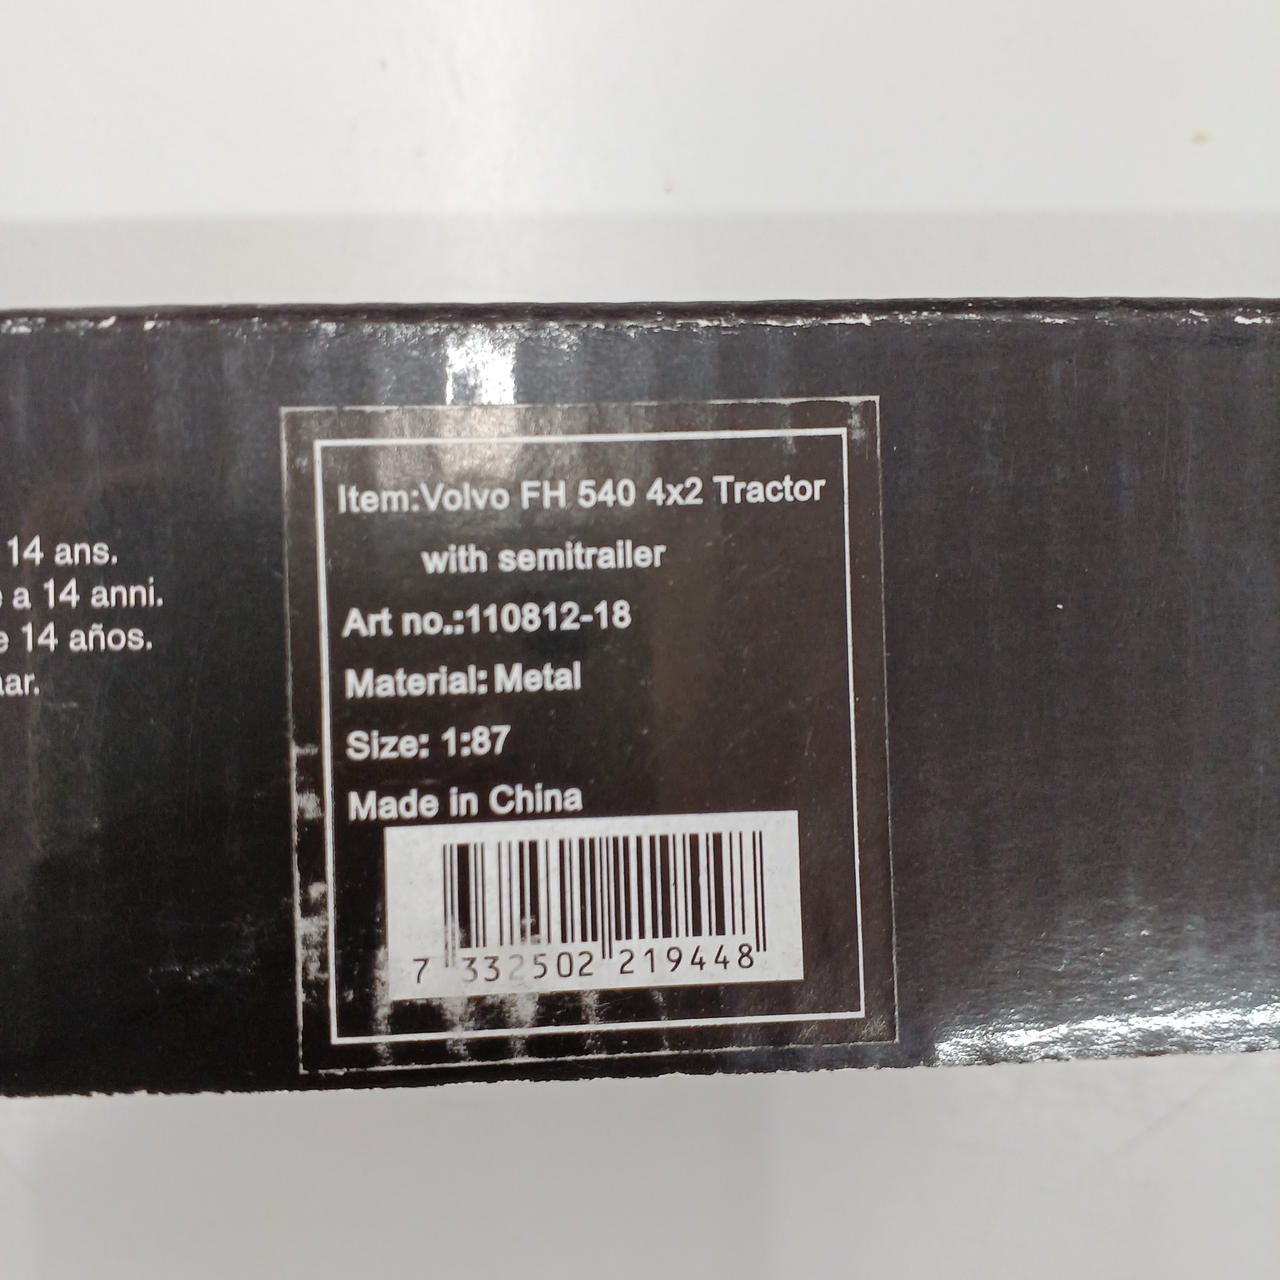 14 ans.
a 14 anni.
14 años.
Item:Volvo FH 540 4x2 Tractor
with semitrailer
Art no.:110812-18
Material: Metal
Size: 1:87
Made in China
7 332502 219448